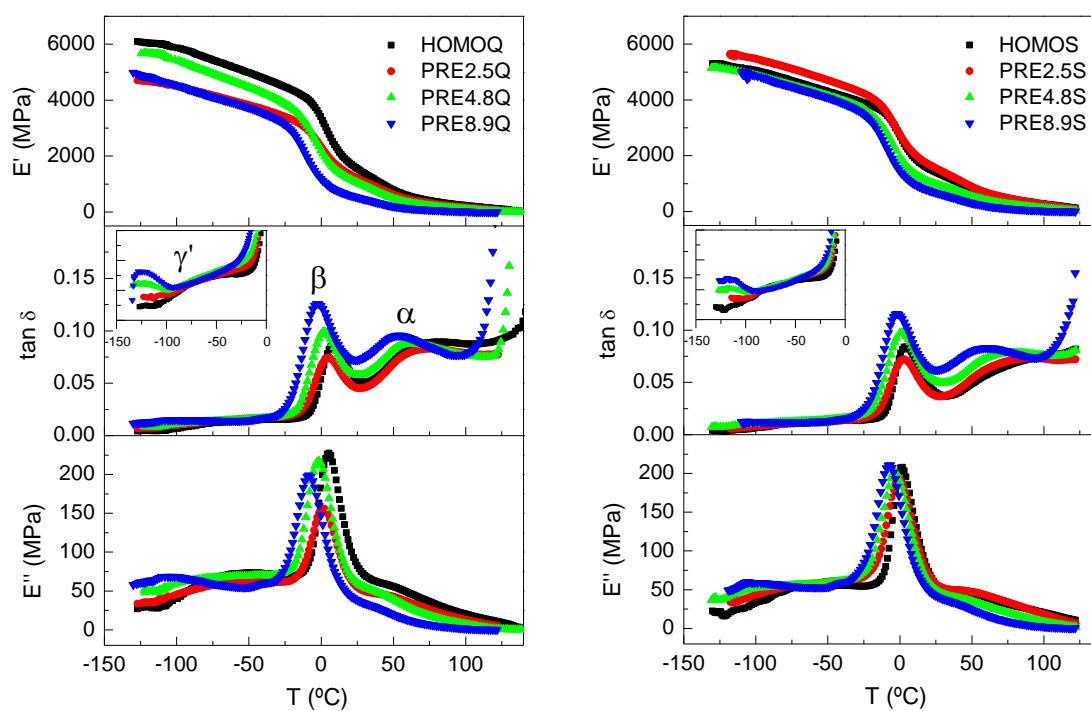 6000
4000
2000
0
E' (MPa)
HOMOQ
PRE2.5Q
PRE4.8Q
PRE8.9Q
0.15
0.10
0.05
0.00
tan δ
γ'
-150 -100 -50 0
β
α
200
150
100
50
0
E'' (MPa)
-150 -100 -50 0 50 100
T (ºC)
6000
4000
2000
0
E' (MPa)
HOMOS
PRE2.5S
PRE4.8S
PRE8.9S
0.15
0.10
0.05
0.00
tan δ
-150 -100 -50 0
200
150
100
50
0
E'' (MPa)
-150 -100 -50 0 50 100
T (ºC)